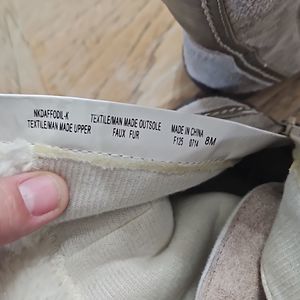 NKDAFFODIL-K
TEXTILE/MAN MADE UPPER
TEXTILE/MAN MADE OUTSOLE
FAUX FUR
MADE IN CHINA
F125 0714 8M